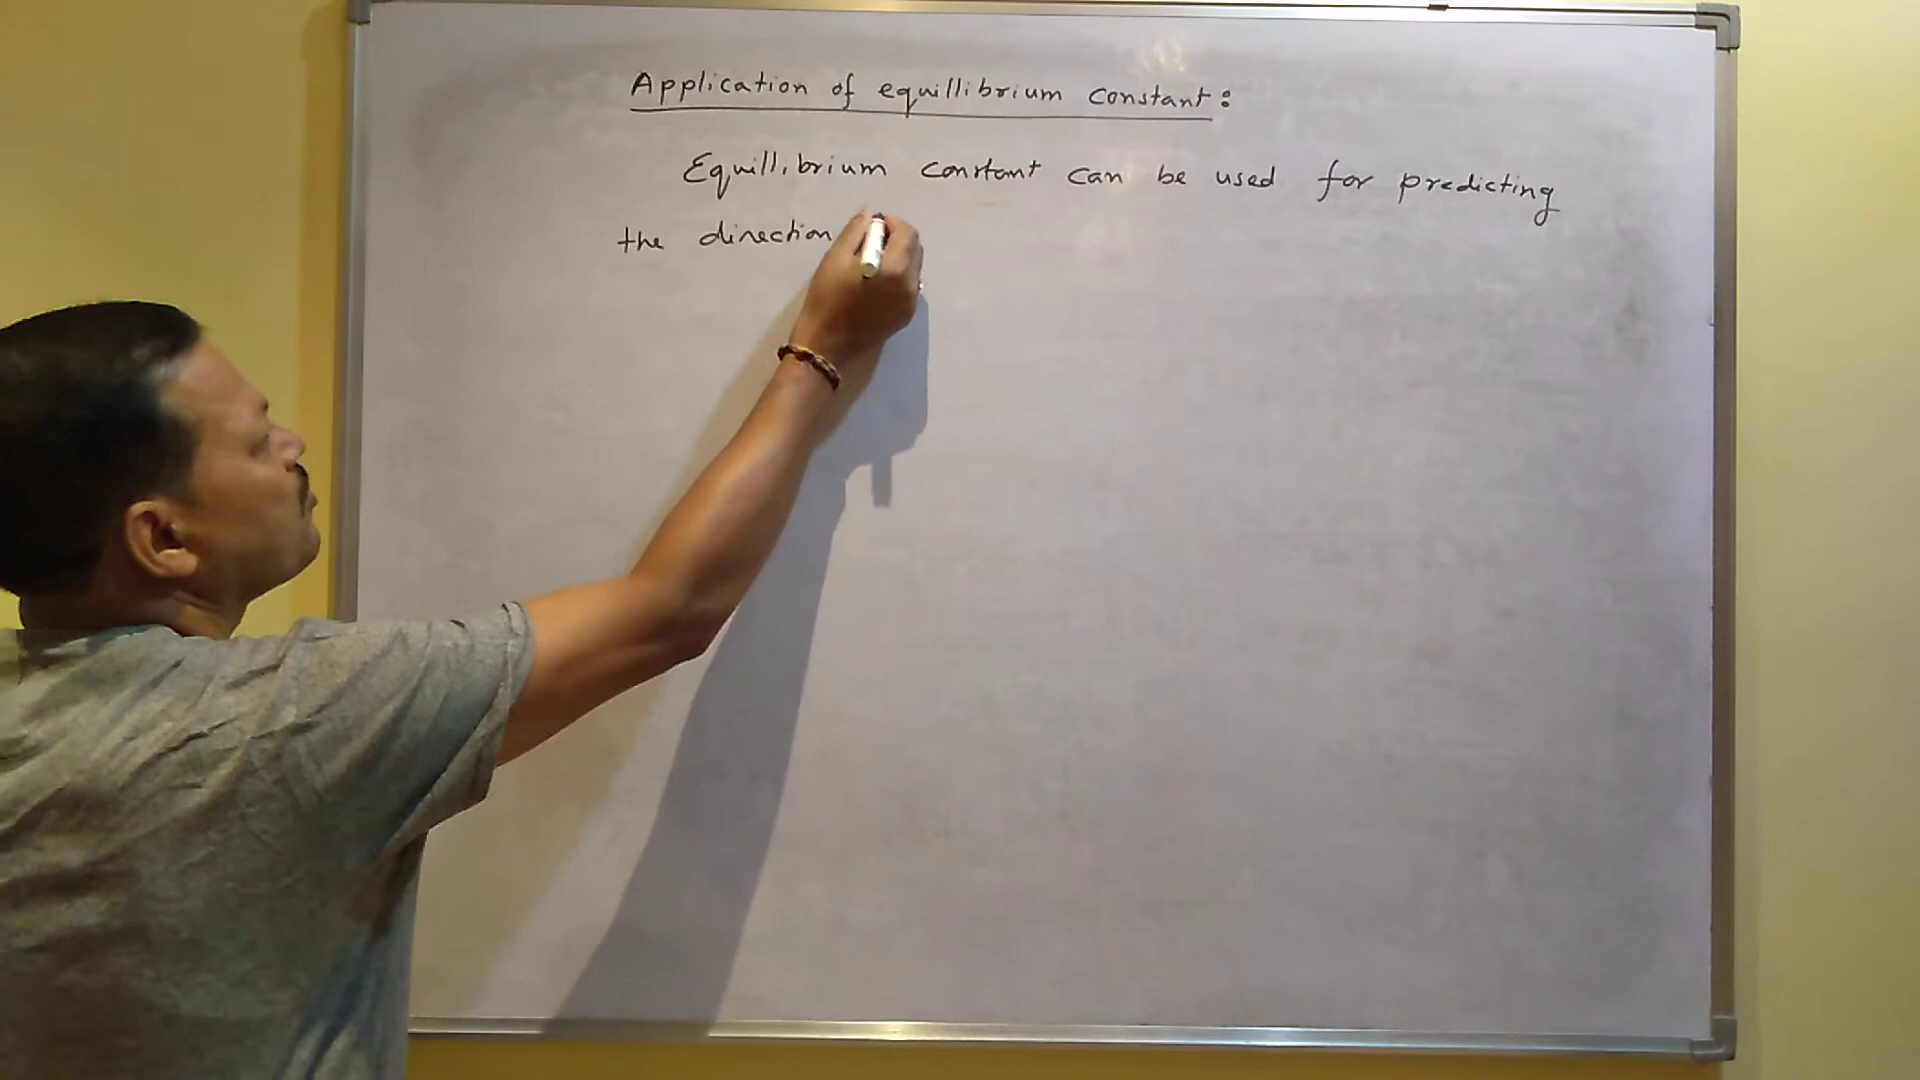 Application of equillibrium constant:
Equillibrium constant can be used for predicting
the direction